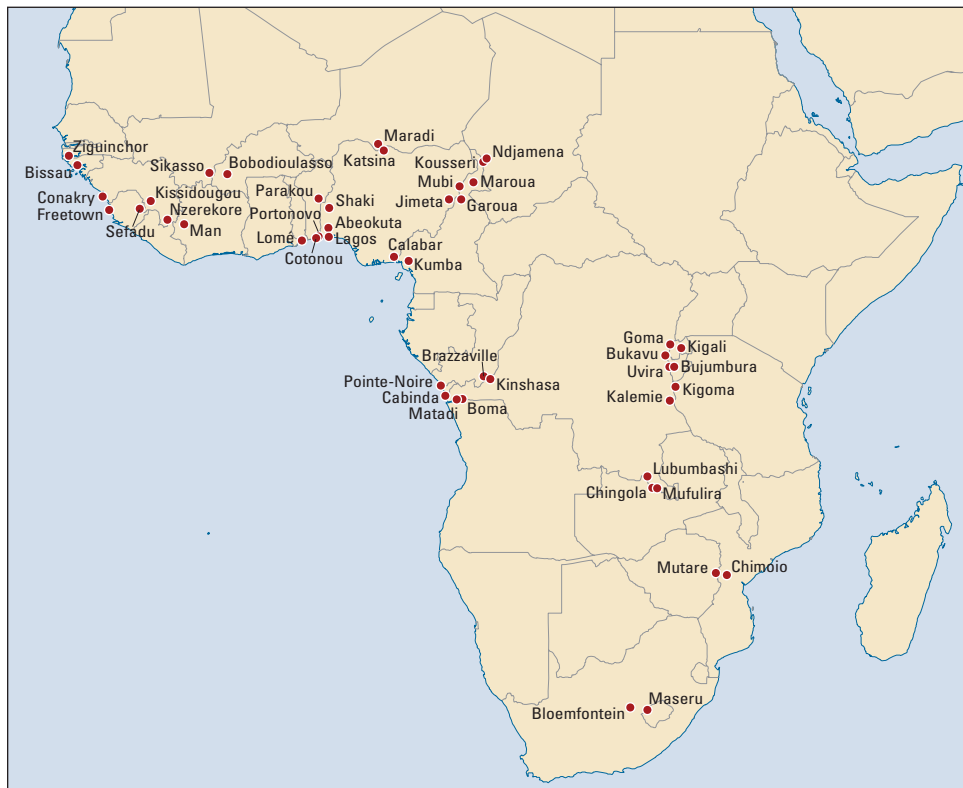 Maradi
Katsina
Ndjamena
Kousseri
Ziguinchor
Bissau
Sikasso
Bobodioulasso
Mubi
Maroua
Jimeta
Garoua
Conakry
Freetown
Kissidougou
Sefadu
Nzerekore
Man
Parakou
Shaki
Portonovo
Abeokuta
Lomé
Lagos
Cotonou
Calabar
Kumba
Goma
Kigali
Bukavu
Uvira
Bujumbura
Kigoma
Kalemie
Brazzaville
Kinshasa
Pointe-Noire
Cabinda
Matadi
Boma
Lubumbashi
Chingola
Mufulira
Mutare
Chimoio
Maseru
Bloemfontein